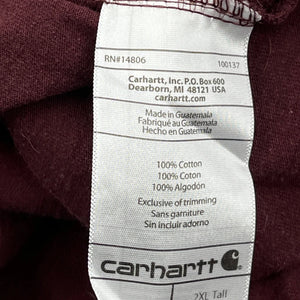 RN#14806 100137
Carhartt, Inc. P.O. Box 600
Dearborn, MI 48121 USA
carhartt.com
Made in Guatemala
Fabriqué au Guatemala
Hecho en Guatemala
100% Cotton
100% Coton
100% Algodón
Exclusive of trimming
Sans garniture
Sin incluir adorno
carhartt
2XL Tall